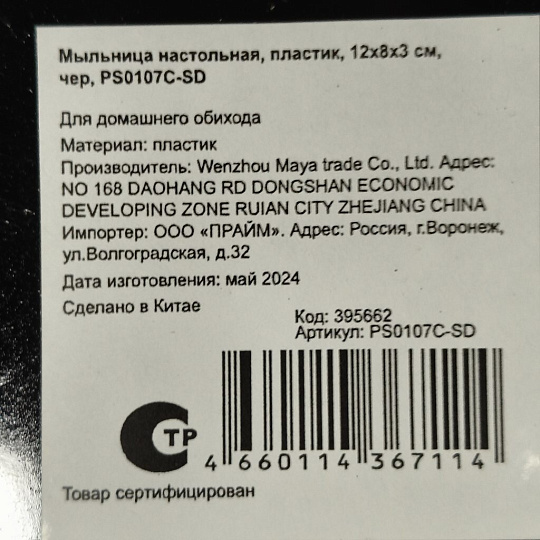 Мыльница настольная, пластик, 12х8х3 см,
чер, PS0107C-SD
Для домашнего обихода
Материал: пластик
Производитель: Wenzhou Maya trade Co., Ltd. Адрес:
NO 168 DAOHANG RD DONGSHAN ECONOMIC
DEVELOPING ZONE RUIAN CITY ZHEJIANG CHINA
Импортер: ООО «ПРАЙМ». Адрес: Россия, г.Воронеж,
ул.Волгоградская, д.32
Дата изготовления: май 2024
Сделано в Китае
Код: 395662
Артикул: PS0107C-SD
СТР
4 660114 367114
Товар сертифицирован